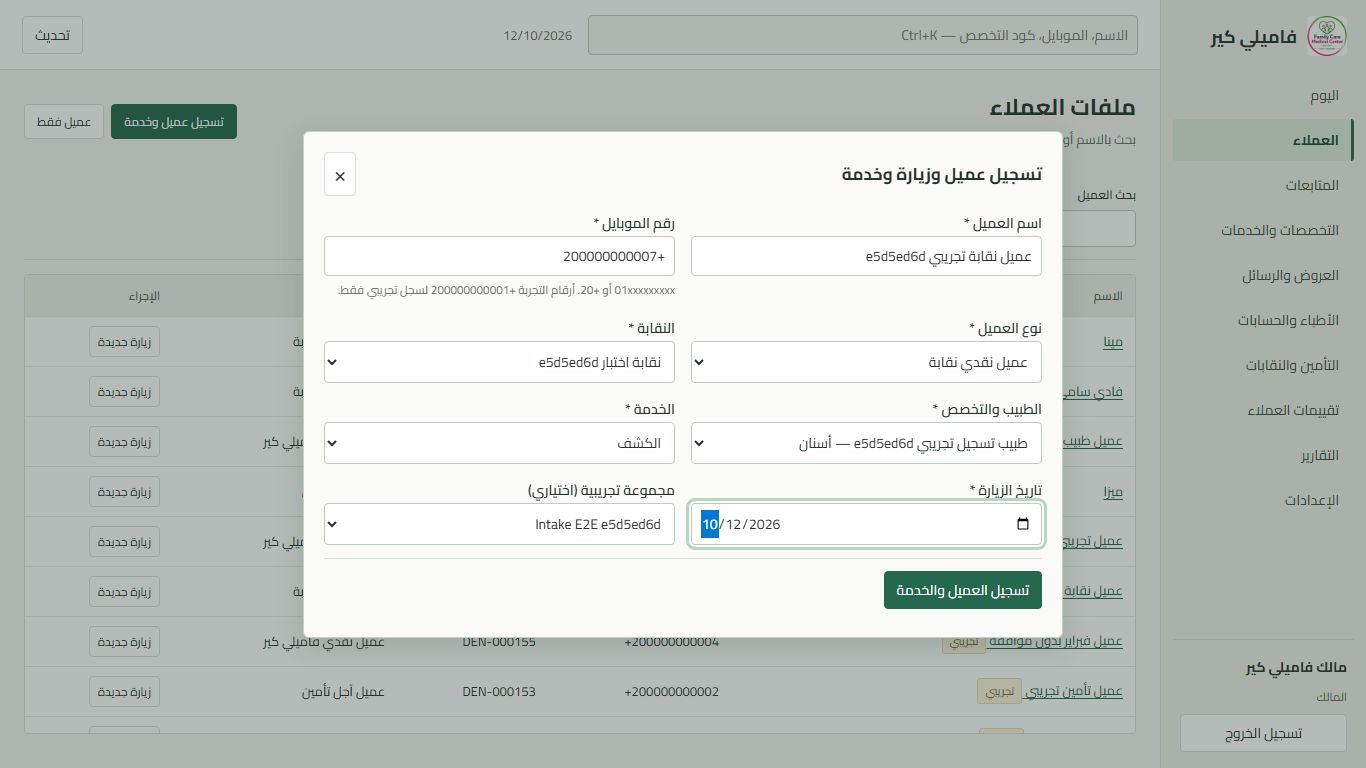 فاميلي كير
Family Care
Medical Center
الاسم، الموبايل، كود التخصص — Ctrl+K
12/10/2026
تحديث
اليوم
العملاء
المتابعات
التخصصات والخدمات
العروض والرسائل
الأطباء والحسابات
التأمين والنقابات
تقييمات العملاء
التقارير
الإعدادات
مالك فاميلي كير
المالك
تسجيل الخروج
ملفات العملاء
تسجيل عميل وخدمة
عميل فقط
بحث بالاسم أو
بحث العميل
الاسم
الإجراء
مينا
زيارة جديدة
فادي سامي
زيارة جديدة
عميل طبيب
زيارة جديدة
ميزا
زيارة جديدة
عميل تجريبي
زيارة جديدة
عميل نقابة
زيارة جديدة
عميل فبراير بدون موافقة تجريبي +200000000004 DEN-000155 عميل نقدي فاميلي كير زيارة جديدة
عميل تأمين تجريبي تجريبي +200000000002 DEN-000153 عميل آجل تأمين زيارة جديدة
تسجيل عميل وزيارة وخدمة
×
اسم العميل *
عميل نقابة تجريبي e5d5ed6d
رقم الموبايل *
+200000000007
01xxxxxxxxx أو +20. أرقام التجربة +200000000001 لسجل تجريبي فقط.
نوع العميل *
عميل نقدي نقابة
النقابة *
نقابة اختبار e5d5ed6d
الطبيب والتخصص *
طبيب تسجيل تجريبي e5d5ed6d — أسنان
الخدمة *
الكشف
تاريخ الزيارة *
10/12/2026
مجموعة تجريبية (اختياري)
Intake E2E e5d5ed6d
تسجيل العميل والخدمة